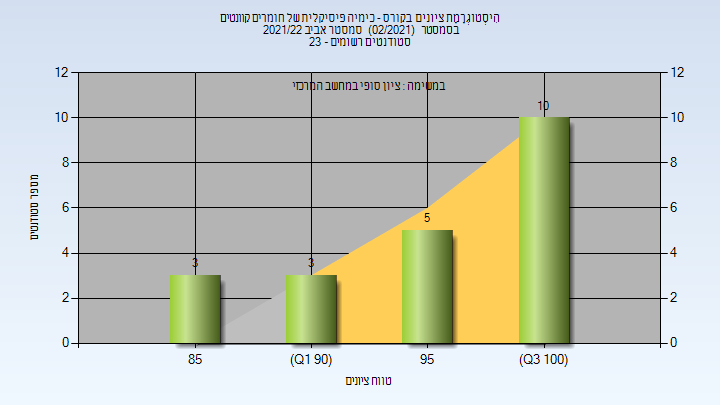 היסטוגרמת ציונים בקורס - כימיה פיסיקלית של חומרים קוונטים
בסמסטר (02/2021) סמסטר אביב 2021/22
סטודנטים רשומים - 23
במשימה : ציון סופי במחשב המרכזי
12 12
10 10
10
8 8
6 6
5
4 4
3 3
2 2
0 0
מספר סטודנטים
85 (Q1 90) 95 (Q3 100)
טווח ציונים